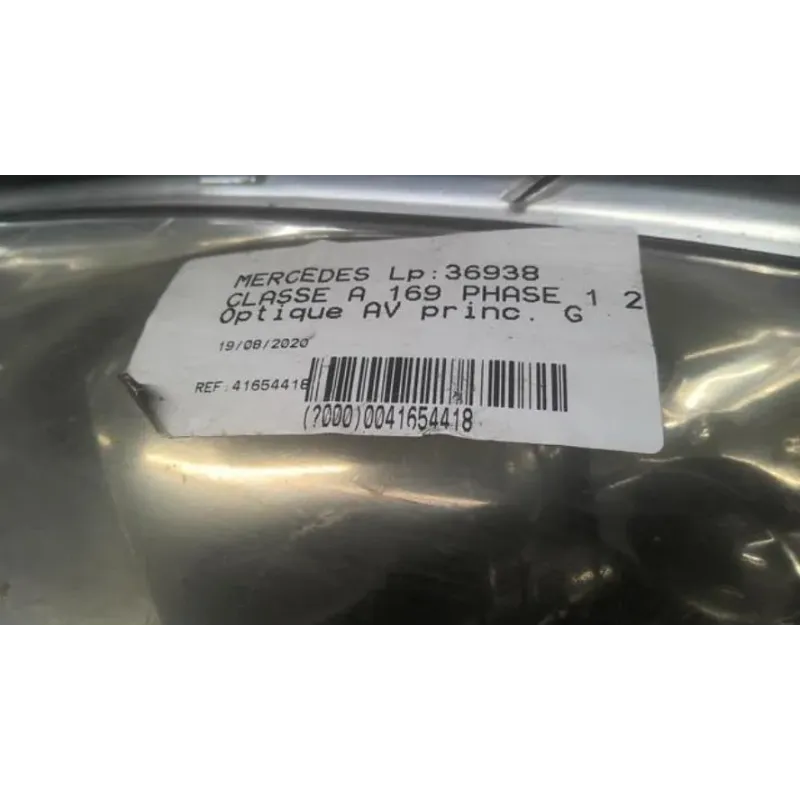 MERCEDES Lp:36938
CLASSE A 169 PHASE 1 2
Optique AV princ. G
19/08/2020
REF:41654418
(?000)0041654418